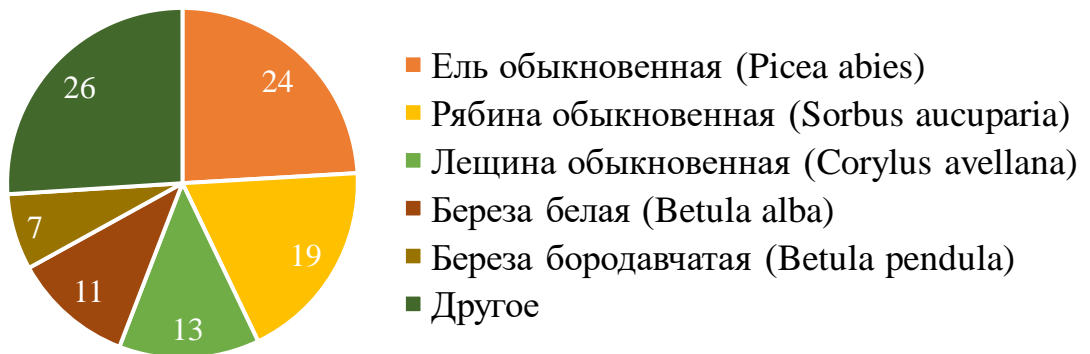 26
24
7
19
11
13
Ель обыкновенная (Picea abies)
Рябина обыкновенная (Sorbus aucuparia)
Лещина обыкновенная (Corylus avellana)
Береза белая (Betula alba)
Береза бородавчатая (Betula pendula)
Другое